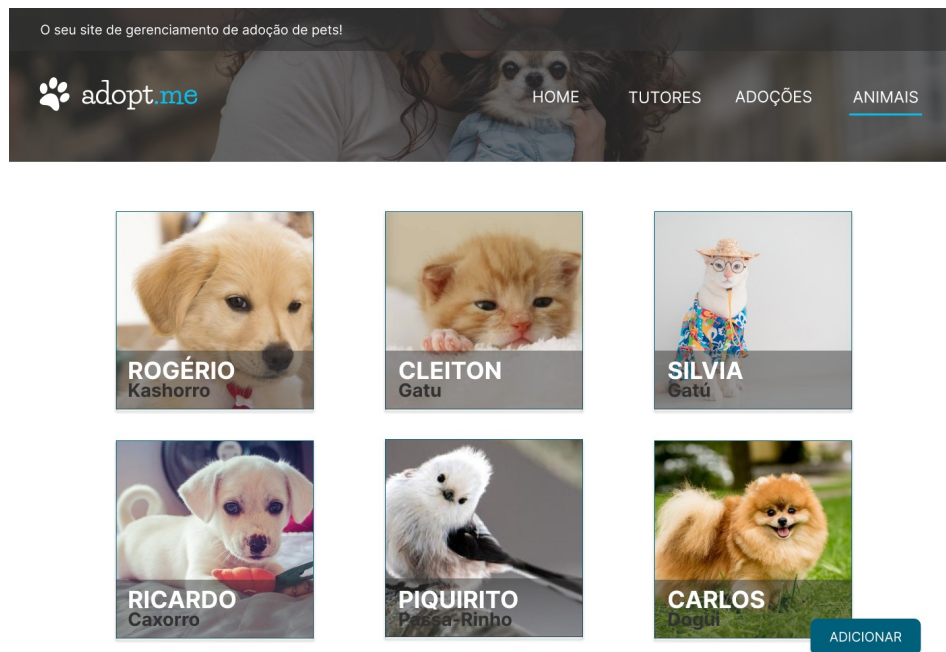 O seu site de gerenciamento de adoção de pets!
adopt.me
HOME TUTORES ADOÇÕES ANIMAIS
ROGÉRIO
Kashorro
CLEITON
Gatu
SILVIA
Gatú
RICARDO
Caxorro
PIQUIRITO
Passa-Rinho
CARLOS
Dogui
ADICIONAR